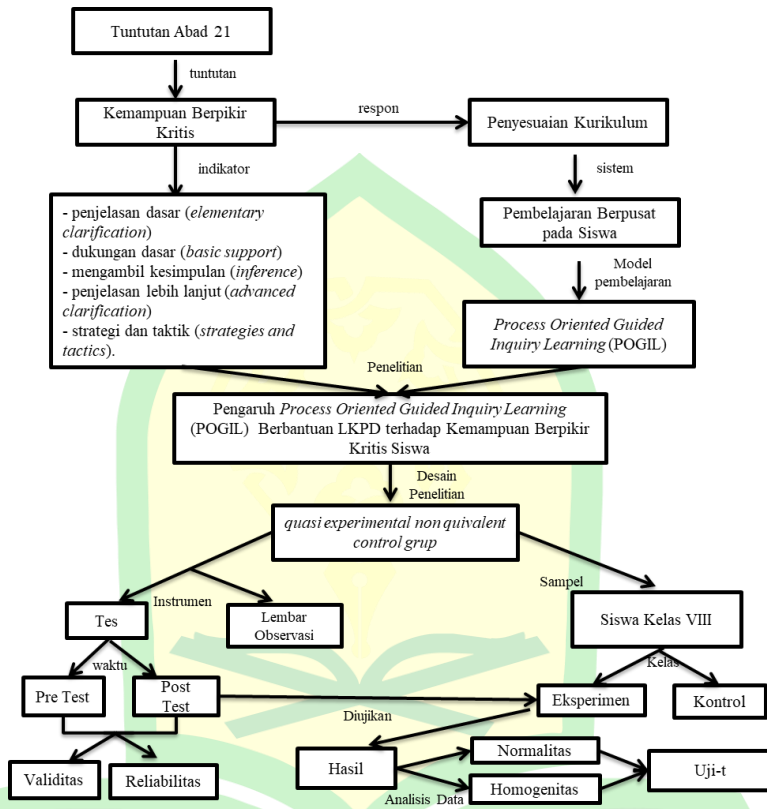 Tuntutan Abad 21
tuntutan
Kemampuan Berpikir
Kritis
respon
Penyesuaian Kurikulum
indikator
sistem
- penjelasan dasar (elementary
clarification)
- dukungan dasar (basic support)
- mengambil kesimpulan (inference)
- penjelasan lebih lanjut (advanced
clarification)
- strategi dan taktik (strategies and
tactics).
Pembelajaran Berpusat
pada Siswa
Model
pembelajaran
Process Oriented Guided
Inquiry Learning (POGIL)
Penelitian
Pengaruh Process Oriented Guided Inquiry Learning
(POGIL) Berbantuan LKPD terhadap Kemampuan Berpikir
Kritis Siswa
Desain
Penelitian
quasi experimental non quivalent
control grup
Instrumen
Sampel
Tes
Lembar
Observasi
Siswa Kelas VIII
waktu
Kelas
Pre Test
Post
Test
Eksperimen
Kontrol
Diujikan
Validitas
Reliabilitas
Hasil
Normalitas
Homogenitas
Uji-t
Analisis Data